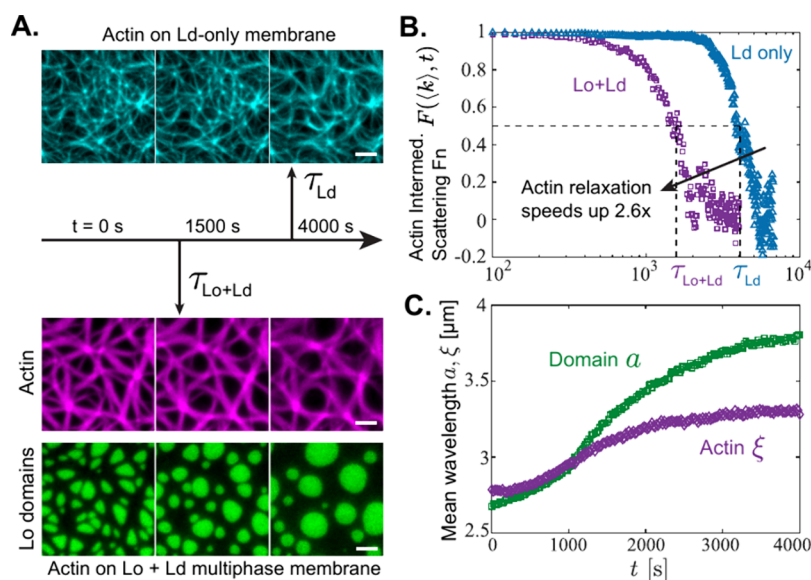 A.
Actin on Ld-only membrane
τLd
t = 0 s 1500 s 4000 s
τLo+Ld
Actin
Lo domains
Actin on Lo + Ld multiphase membrane
B.
Actin Intermed.
Scattering Fn F(⟨k⟩, t)
1
0.8
0.6
0.4
0.2
0
-0.2
Lo+Ld
Ld only
Actin relaxation
speeds up 2.6x
10² 10³ 10⁴
τLo+Ld τLd
C.
Mean wavelength a, ξ [μm]
4
3.5
3
2.5
Domain a
Actin ξ
0 1000 2000 3000 4000
t [s]